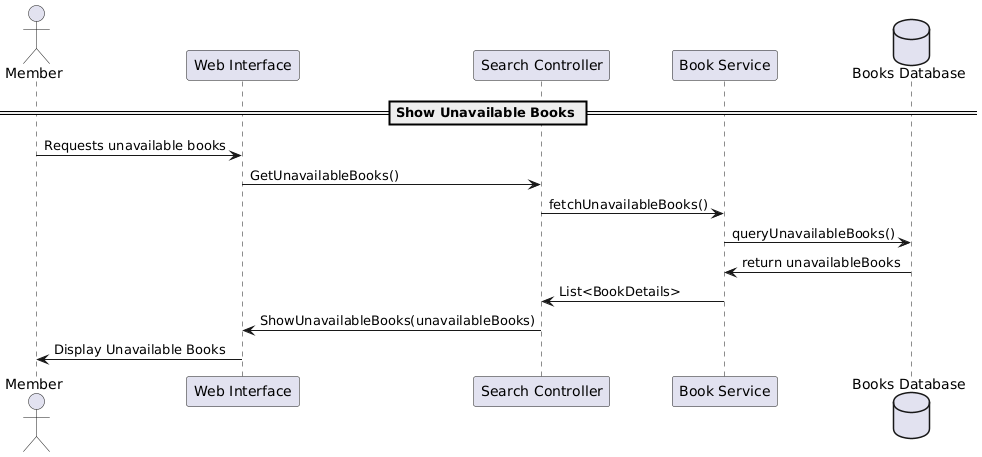 Member
Web Interface
Search Controller
Book Service
Books Database
Show Unavailable Books
Requests unavailable books
GetUnavailableBooks()
fetchUnavailableBooks()
queryUnavailableBooks()
return unavailableBooks
List<BookDetails>
ShowUnavailableBooks(unavailableBooks)
Display Unavailable Books
Member
Web Interface
Search Controller
Book Service
Books Database